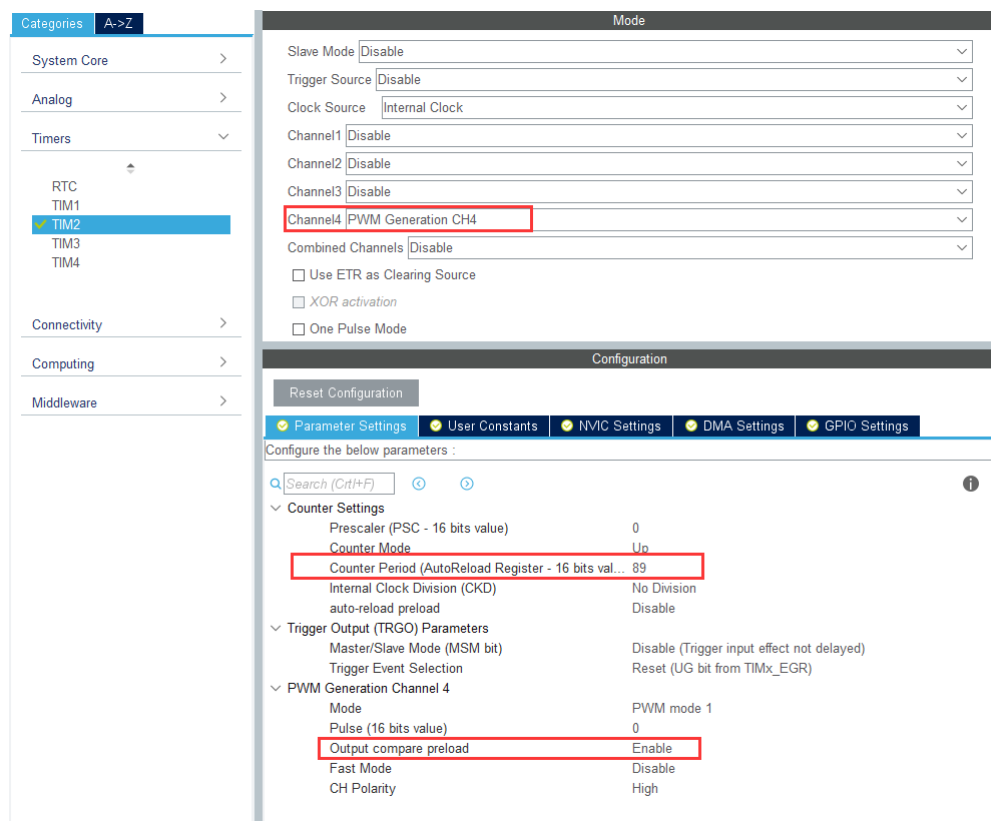 Categories A->Z
System Core
Analog
Timers
RTC
TIM1
TIM2
TIM3
TIM4
Connectivity
Computing
Middleware
Mode
Slave Mode Disable
Trigger Source Disable
Clock Source Internal Clock
Channel1 Disable
Channel2 Disable
Channel3 Disable
Channel4 PWM Generation CH4
Combined Channels Disable
Use ETR as Clearing Source
XOR activation
One Pulse Mode
Configuration
Reset Configuration
Parameter Settings User Constants NVIC Settings DMA Settings GPIO Settings
Configure the below parameters :
Search (Crtl+F)
Counter Settings
Prescaler (PSC - 16 bits value) 0
Counter Mode Up
Counter Period (AutoReload Register - 16 bits val... 89
Internal Clock Division (CKD) No Division
auto-reload preload Disable
Trigger Output (TRGO) Parameters
Master/Slave Mode (MSM bit) Disable (Trigger input effect not delayed)
Trigger Event Selection Reset (UG bit from TIMx_EGR)
PWM Generation Channel 4
Mode PWM mode 1
Pulse (16 bits value) 0
Output compare preload Enable
Fast Mode Disable
CH Polarity High